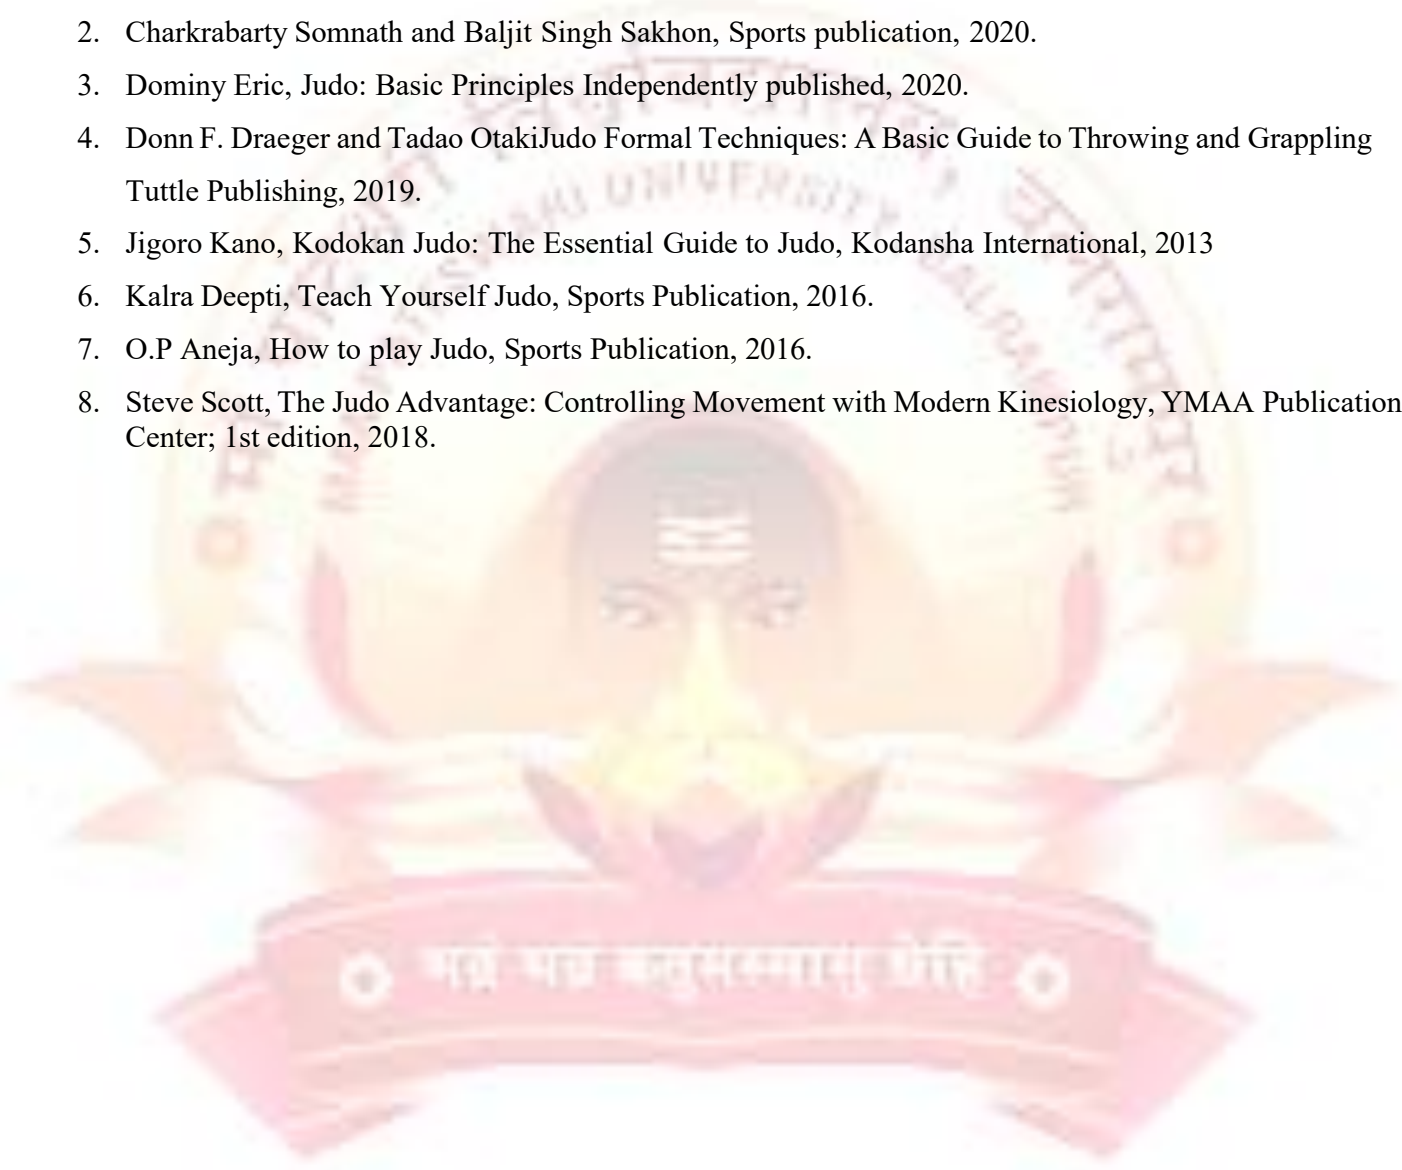 2. Charkrabarty Somnath and Baljit Singh Sakhon, Sports publication, 2020.
3. Dominy Eric, Judo: Basic Principles Independently published, 2020.
4. Donn F. Draeger and Tadao OtakiJudo Formal Techniques: A Basic Guide to Throwing and Grappling
Tuttle Publishing, 2019.
5. Jigoro Kano, Kodokan Judo: The Essential Guide to Judo, Kodansha International, 2013
6. Kalra Deepti, Teach Yourself Judo, Sports Publication, 2016.
7. O.P Aneja, How to play Judo, Sports Publication, 2016.
8. Steve Scott, The Judo Advantage: Controlling Movement with Modern Kinesiology, YMAA Publication
Center; 1st edition, 2018.
UNIVERSITY BALRAMPUR